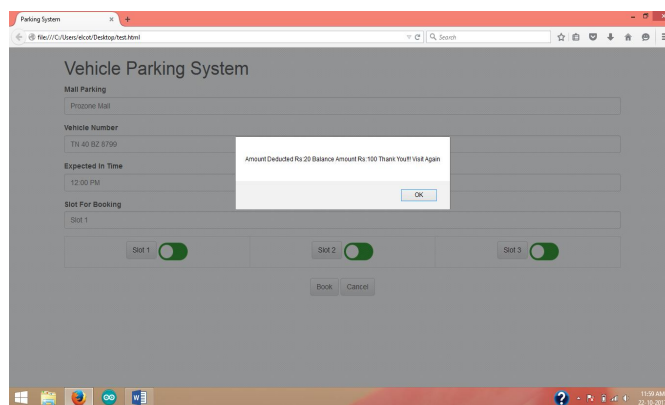 Parking System
file:///C:/Users/elcot/Desktop/test.html
Search
Vehicle Parking System
Mall Parking
Prozone Mall
Vehicle Number
TN 40 BZ 6799
Expected In Time
12:00 PM
Amount Deducted Rs:20 Balance Amount Rs:100 Thank You!!! Visit Again
OK
Slot For Booking
Slot 1
Slot 1
Slot 2
Slot 3
Book
Cancel
11:59 AM